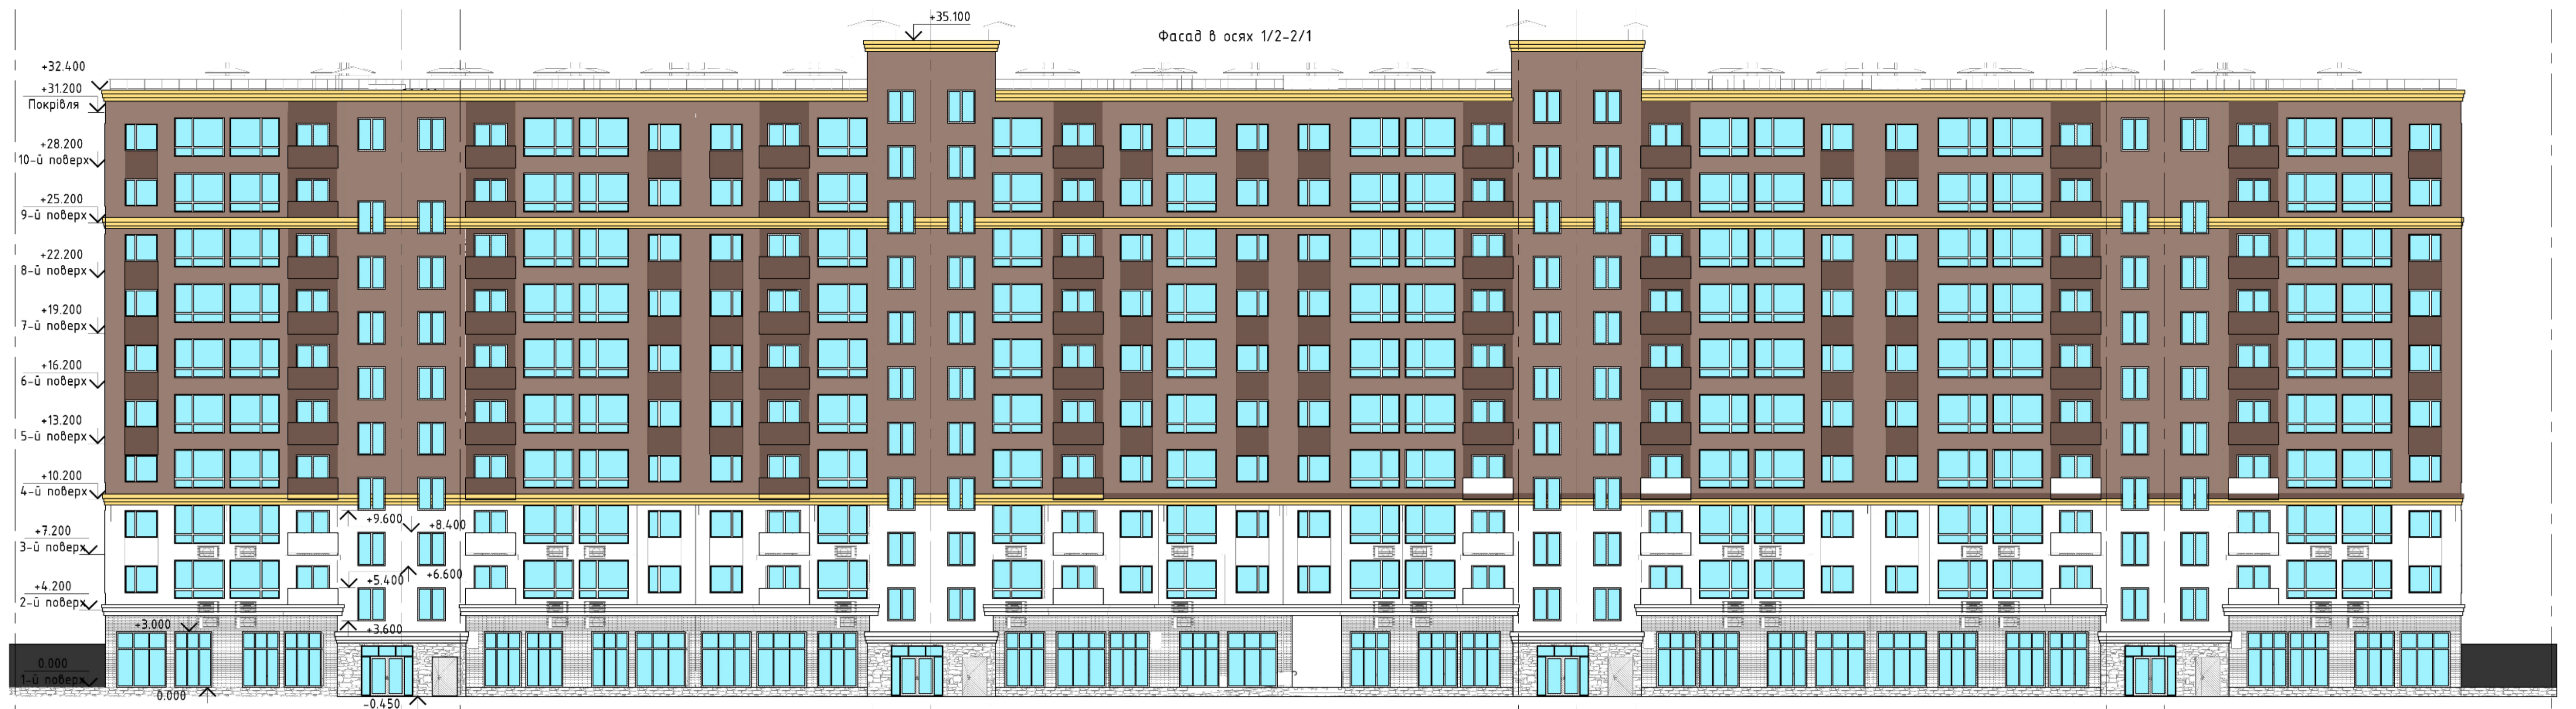 +35.100
Фасад в осях 1/2-2/1
+32.400
+31.200
Покрівля
+28.200
10-й поверх
+25.200
9-й поверх
+22.200
8-й поверх
+19.200
7-й поверх
+16.200
6-й поверх
+13.200
5-й поверх
+10.200
4-й поверх
+9.600
+8.400
+7.200
3-й поверх
+6.600
+5.400
+4.200
2-й поверх
+3.600
+3.000
0.000
1-й поверх
0.000
-0.450